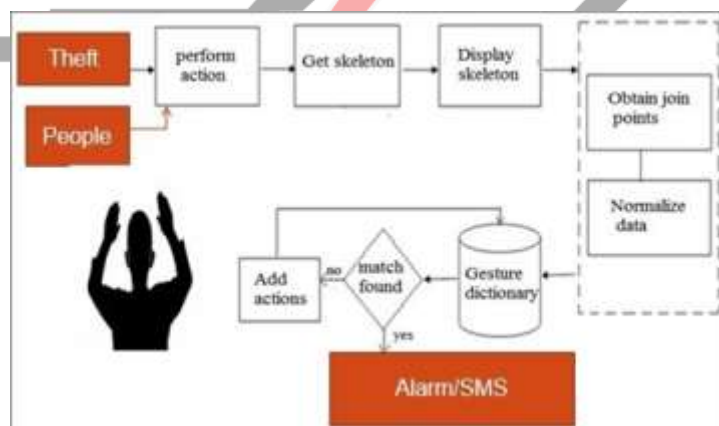 Theft
perform
action
Get skeleton
Display
skeleton
People
Obtain join
points
Normalize
data
Add
actions
no
match
found
Gesture
dictionary
yes
Alarm/SMS